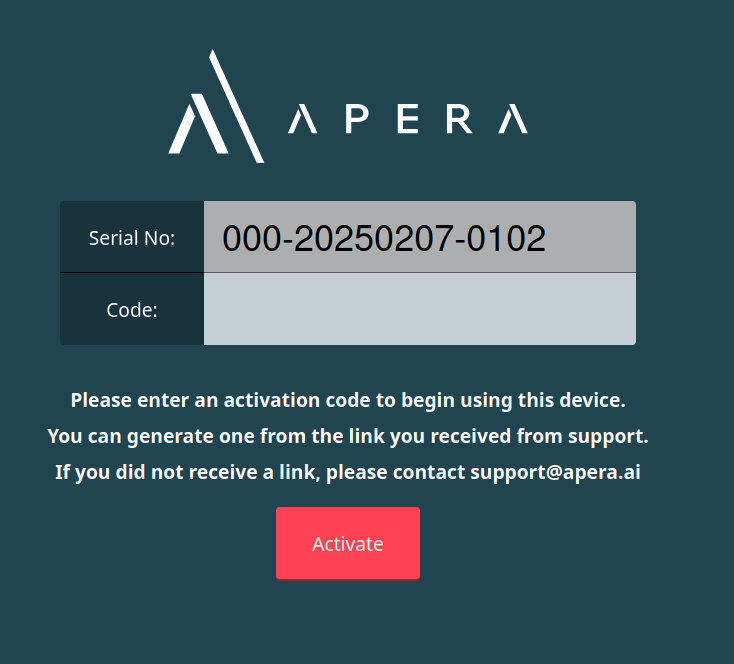 APERA
Serial No: 000-20250207-0102
Code:
Please enter an activation code to begin using this device.
You can generate one from the link you received from support.
If you did not receive a link, please contact support@apera.ai
Activate